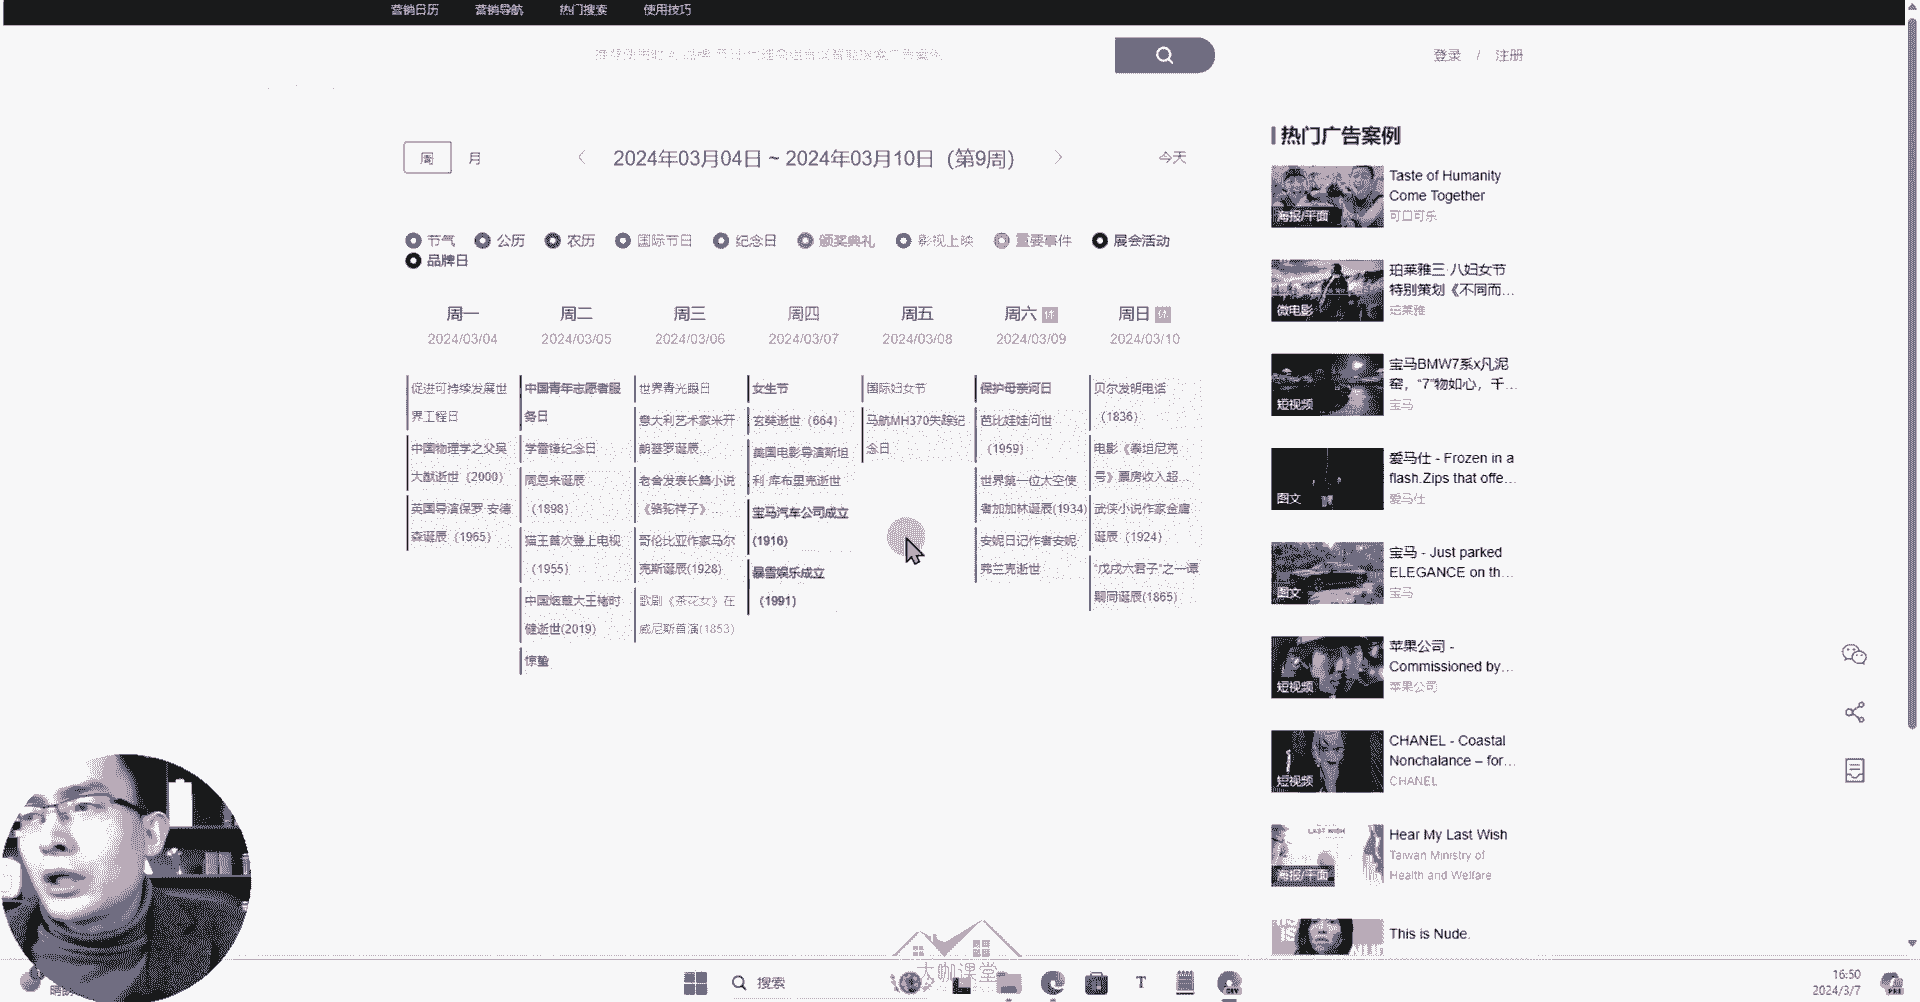 营销日历 营销导航 热门搜索 使用技巧
登录 / 注册
周 月 2024年03月04日 ~ 2024年03月10日 (第9周) 今天
节气 公历 农历 国际节日 纪念日 颁奖典礼 影视上映 重要事件 展会活动
品牌日
周一 周二 周三 周四 周五 周六 休 周日 休
2024/03/04 2024/03/05 2024/03/06 2024/03/07 2024/03/08 2024/03/09 2024/03/10
促进可持续发展世
界工程日
中国物理学之父吴
大猷逝世 (2000)
英国导演保罗·安德
森诞辰 (1965)
中国青年志愿者服
务日
学雷锋纪念日
周恩来诞辰
(1898)
猫王首次登上电视
(1955)
中国烟草大王褚时
健逝世(2019)
惊蛰
世界青光眼日
意大利艺术家米开
朗基罗诞辰...
老舍发表长篇小说
《骆驼祥子》...
哥伦比亚作家马尔
克斯诞辰(1928)
歌剧《茶花女》在
威尼斯首演(1853)
女生节
玄奘逝世 (664)
美国电影导演斯坦
利·库布里克逝世
宝马汽车公司成立
(1916)
暴雪娱乐成立
(1991)
国际妇女节
马航MH370失踪纪
念日
保护母亲河日
芭比娃娃问世
(1959)
世界第一位太空使
者加加林诞辰(1934)
安妮日记作者安妮·
弗兰克逝世
贝尔发明电话
(1836)
电影《泰坦尼克
号》票房收入超...
武侠小说作家金庸
诞辰 (1924)
“戊戌六君子”之一谭
嗣同诞辰(1865)
热门广告案例
海报/平面
Taste of Humanity
Come Together
可口可乐
微电影
珀莱雅三·八妇女节
特别策划《不同而...
珀莱雅
短视频
宝马BMW7系x凡泥
窑，“7”物如心，千...
宝马
图文
爱马仕 - Frozen in a
flash.Zips that offe...
爱马仕
图文
宝马 - Just parked
ELEGANCE on th...
宝马
短视频
苹果公司 -
Commissioned by...
苹果公司
短视频
CHANEL - Coastal
Nonchalance – for...
CHANEL
LAST WISH
海报/平面
Hear My Last Wish
Taiwan Ministry of
Health and Welfare
This is Nude.
大咖课堂
搜索
T
16:50
2024/3/7